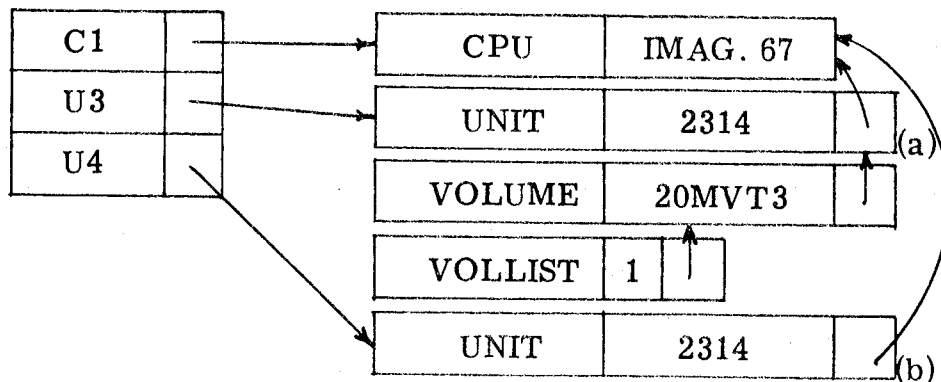 C1 CPU IMAG. 67
U3 UNIT 2314 (a)
U4 VOLUME 20MVT3
VOLLIST 1
UNIT 2314 (b)